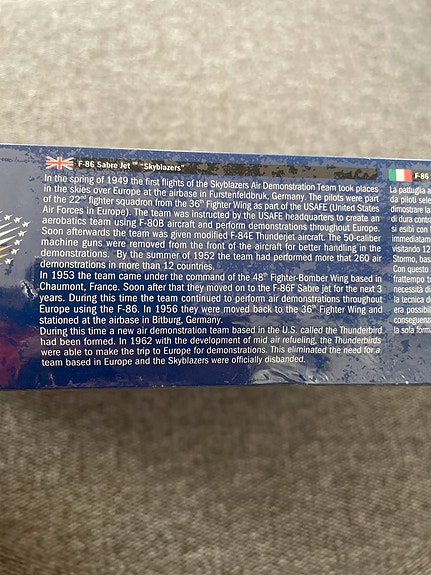 F-86 Sabre Jet ™ "Skyblazers"
In the spring of 1949 the first flights of the Skyblazers Air Demonstration Team took places
in the skies over Europe at the airbase in Furstenfeldbruk, Germany. The pilots were part
of the 22nd fighter squadron from the 36th Fighter Wing as part of the USAFE (United States
Air Forces in Europe). The team was instructed by the USAFE headquarters to create an
aerobatics team using F-80B aircraft and perform demonstrations throughout Europe.
Soon afterwards the team was given modified F-84E Thunderjet aircraft. The 50-caliber
machine guns were removed from the front of the aircraft for better handling in the
demonstrations. By the summer of 1952 the team had performed more that 260 air
demonstrations in more than 12 countries.
In 1953 the team came under the command of the 48th Fighter-Bomber Wing based in
Chaumont, France. Soon after that they moved on to the F-86F Sabre jet for the next 3
years. During this time the team continued to perform air demonstrations throughout
Europe using the F-86. In 1956 they were moved back to the 36th Fighter Wing and
stationed at the airbase in Bitburg, Germany.
During this time a new air demonstration team based in the U.S. called the Thunderbird
had been formed. In 1962 with the development of mid air refueling, the Thunderbirds
were able to make the trip to Europe for demonstrations. This eliminated the need for a
team based in Europe and the Skyblazers were officially disbanded.
F-86
La pattuglia a
da piloti sele
dimostrare la
di dura contra
si esibì con l
immediatam
visitando 12
Stormo, bas
Con questo
frattempo t
necessità d
la tecnica d
era possibil
conseguenz
la sola forma